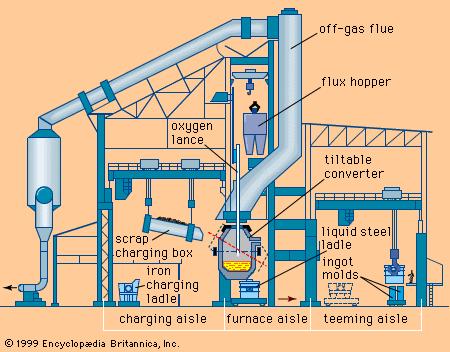 off-gas flue
flux hopper
oxygen
lance
tiltable
converter
scrap
charging box
liquid steel
ladle
iron
charging
ladle
ingot
molds
charging aisle
furnace aisle
teeming aisle
© 1999 Encyclopædia Britannica, Inc.